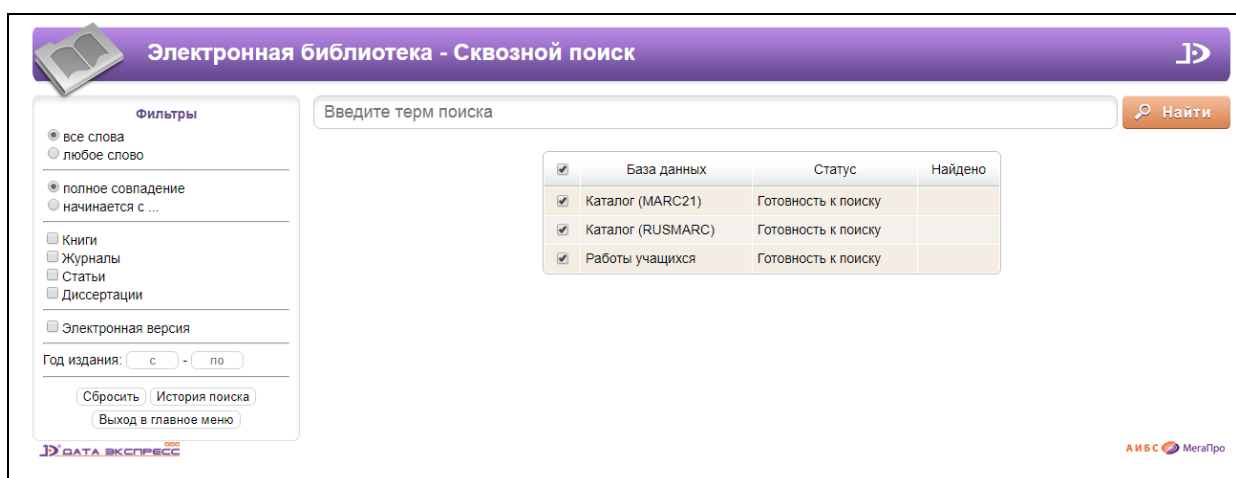 Электронная библиотека - Сквозной поиск
Фильтры
все слова
любое слово
полное совпадение
начинается с ...
Книги
Журналы
Статьи
Диссертации
Электронная версия
Год издания: с - по
Сбросить История поиска
Выход в главное меню
Введите терм поиска
Найти
База данных Статус Найдено
Каталог (MARC21) Готовность к поиску
Каталог (RUSMARC) Готовность к поиску
Работы учащихся Готовность к поиску
ДАТА ЭКСПРЕСС
АИБС МегаПро